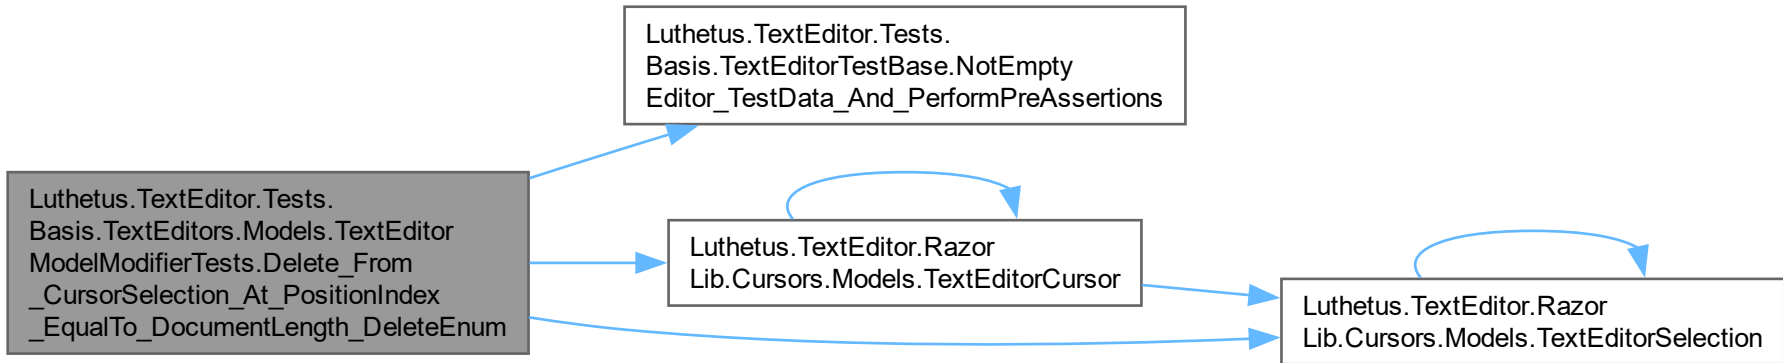 Luthetus.TextEditor.Tests.
Basis.TextEditorTestBase.NotEmpty
Editor_TestData_And_PerformPreAssertions
Luthetus.TextEditor.Tests.
Basis.TextEditors.Models.TextEditor
ModelModifierTests.Delete_From
_CursorSelection_At_PositionIndex
_EqualTo_DocumentLength_DeleteEnum
Luthetus.TextEditor.Razor
Lib.Cursors.Models.TextEditorCursor
Luthetus.TextEditor.Razor
Lib.Cursors.Models.TextEditorSelection